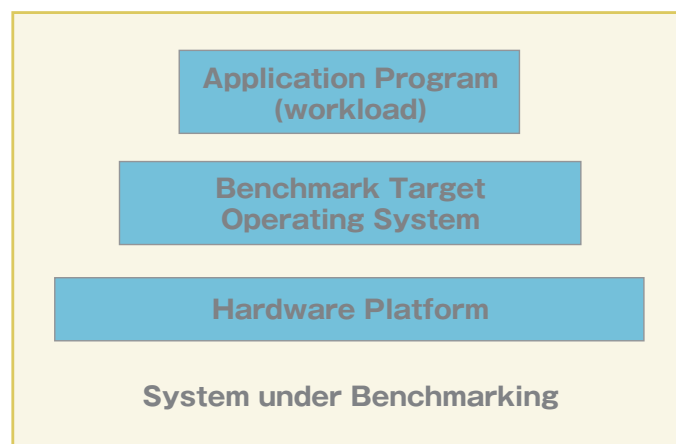 Application Program
(workload)
Benchmark Target
Operating System
Hardware Platform
System under Benchmarking